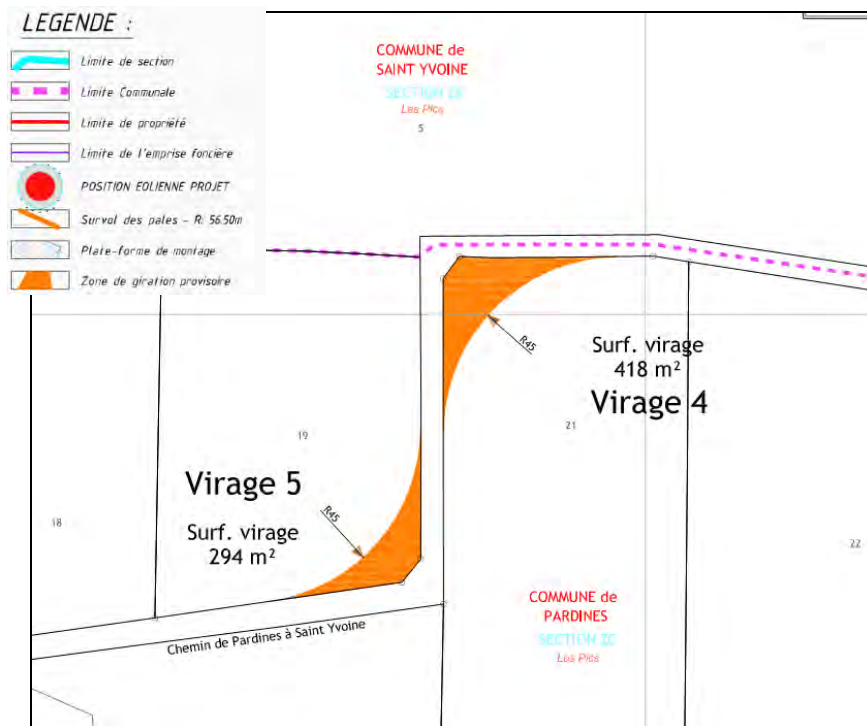 LEGENDE :
Limite de section
Limite Communale
Limite de propriété
Limite de l'emprise foncière
POSITION EOLIENNE PROJET
Survol des pales - R: 56.50m
Plate-forme de montage
Zone de giration provisoire
COMMUNE de
SAINT YVOINE
Les Pics
5
R45
Surf. virage
418 m²
Virage 4
21
19
Virage 5
R45
Surf. virage
294 m²
18
22
Chemin de Pardines à Saint Yvoine
COMMUNE de
PARDINES
SECTION ZC
Les Pics